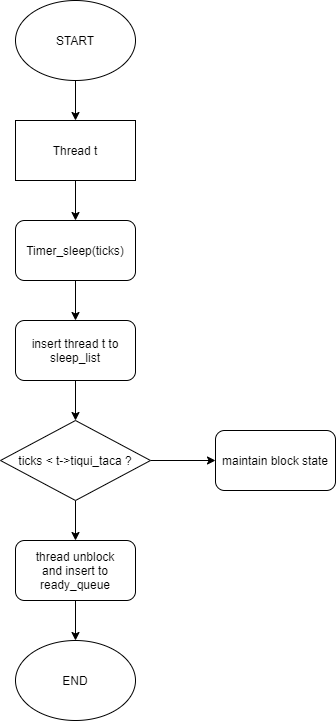 START
Thread t
Timer_sleep(ticks)
insert thread t to
sleep_list
ticks < t->tiqui_taca ?
maintain block state
thread unblock
and insert to
ready_queue
END